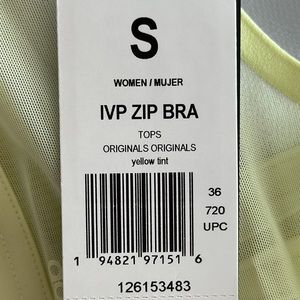 S
WOMEN / MUJER
IVP ZIP BRA
TOPS
ORIGINALS ORIGINALS
yellow tint
36
720
UPC
1 94821 97151 6
126153483